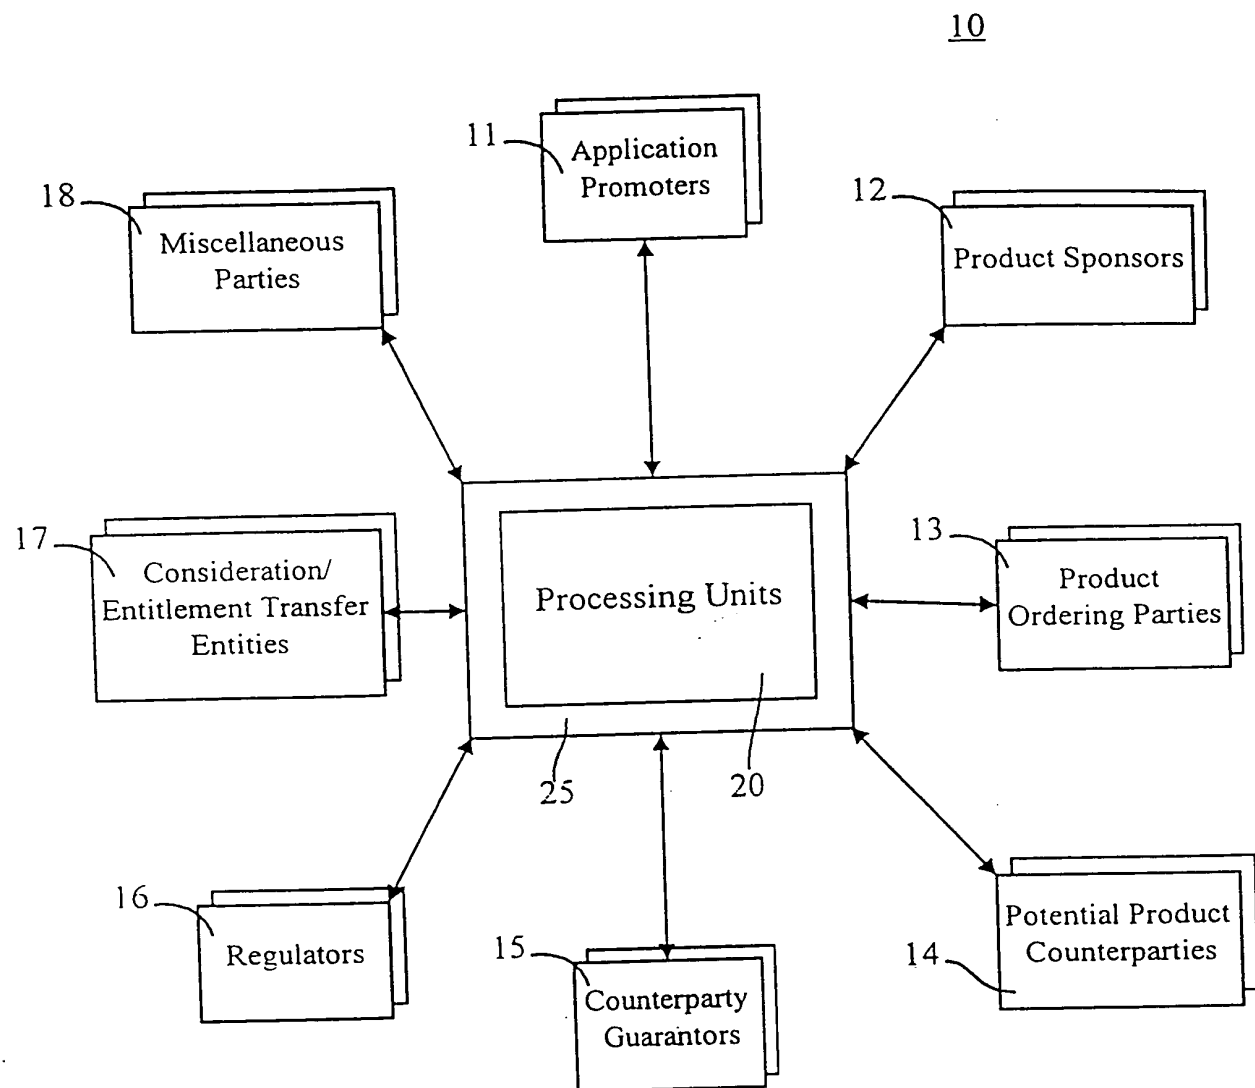 10
11
Application
Promoters
18
Miscellaneous
Parties
12
Product Sponsors
17
Consideration/
Entitlement Transfer
Entities
Processing Units
13
Product
Ordering Parties
25
20
16
Regulators
15
Counterparty
Guarantors
14
Potential Product
Counterparties